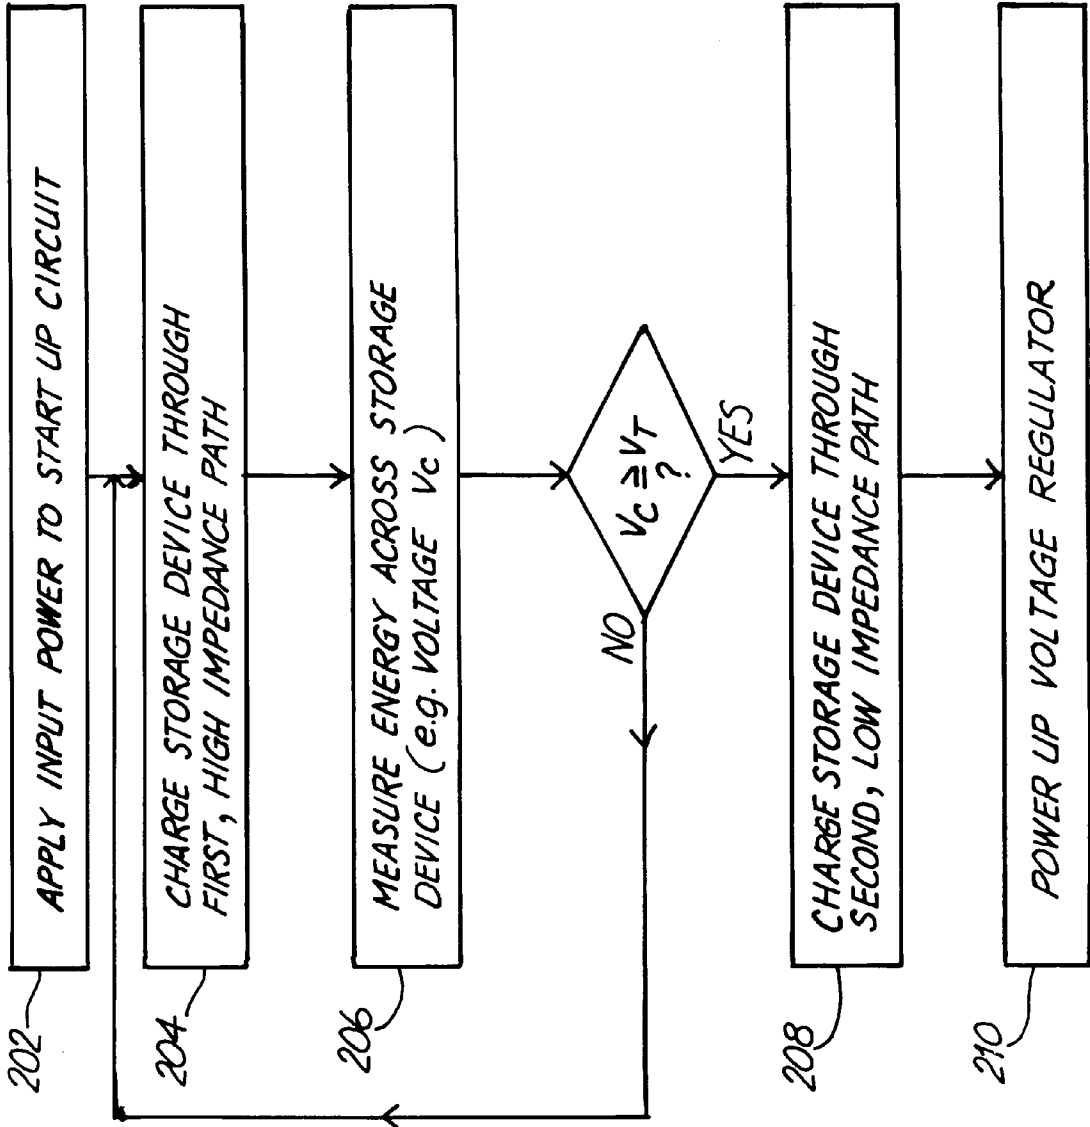 202
APPLY INPUT POWER TO START UP CIRCUIT
204
CHARGE STORAGE DEVICE THROUGH
FIRST, HIGH IMPEDANCE PATH
206
MEASURE ENERGY ACROSS STORAGE
DEVICE (e.g. VOLTAGE Vc)
Vc ≧ VT
?
NO
YES
208
CHARGE STORAGE DEVICE THROUGH
SECOND, LOW IMPEDANCE PATH
210
POWER UP VOLTAGE REGULATOR